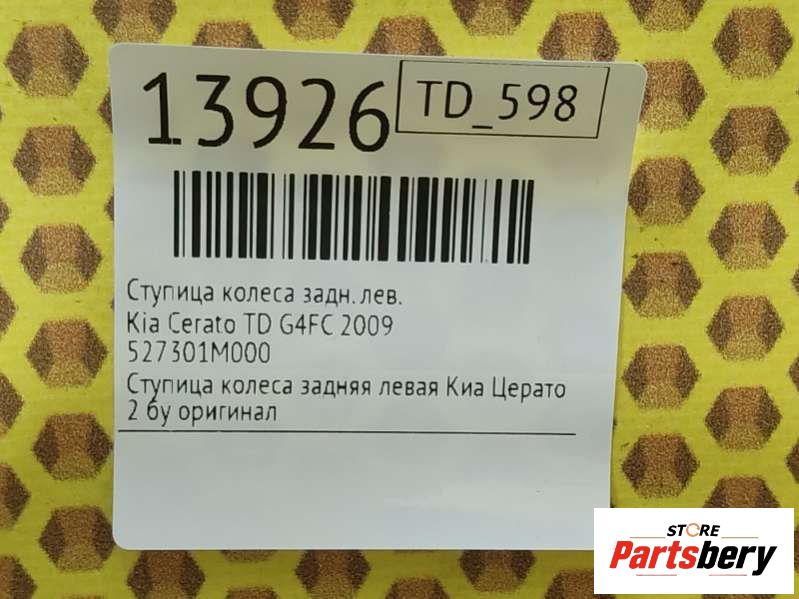 13926
TD_598
Ступица колеса задн. лев.
Kia Cerato TD G4FC 2009
527301M000
Ступица колеса задняя левая Киа Церато
2 бу оригинал
STORE
Partsbery